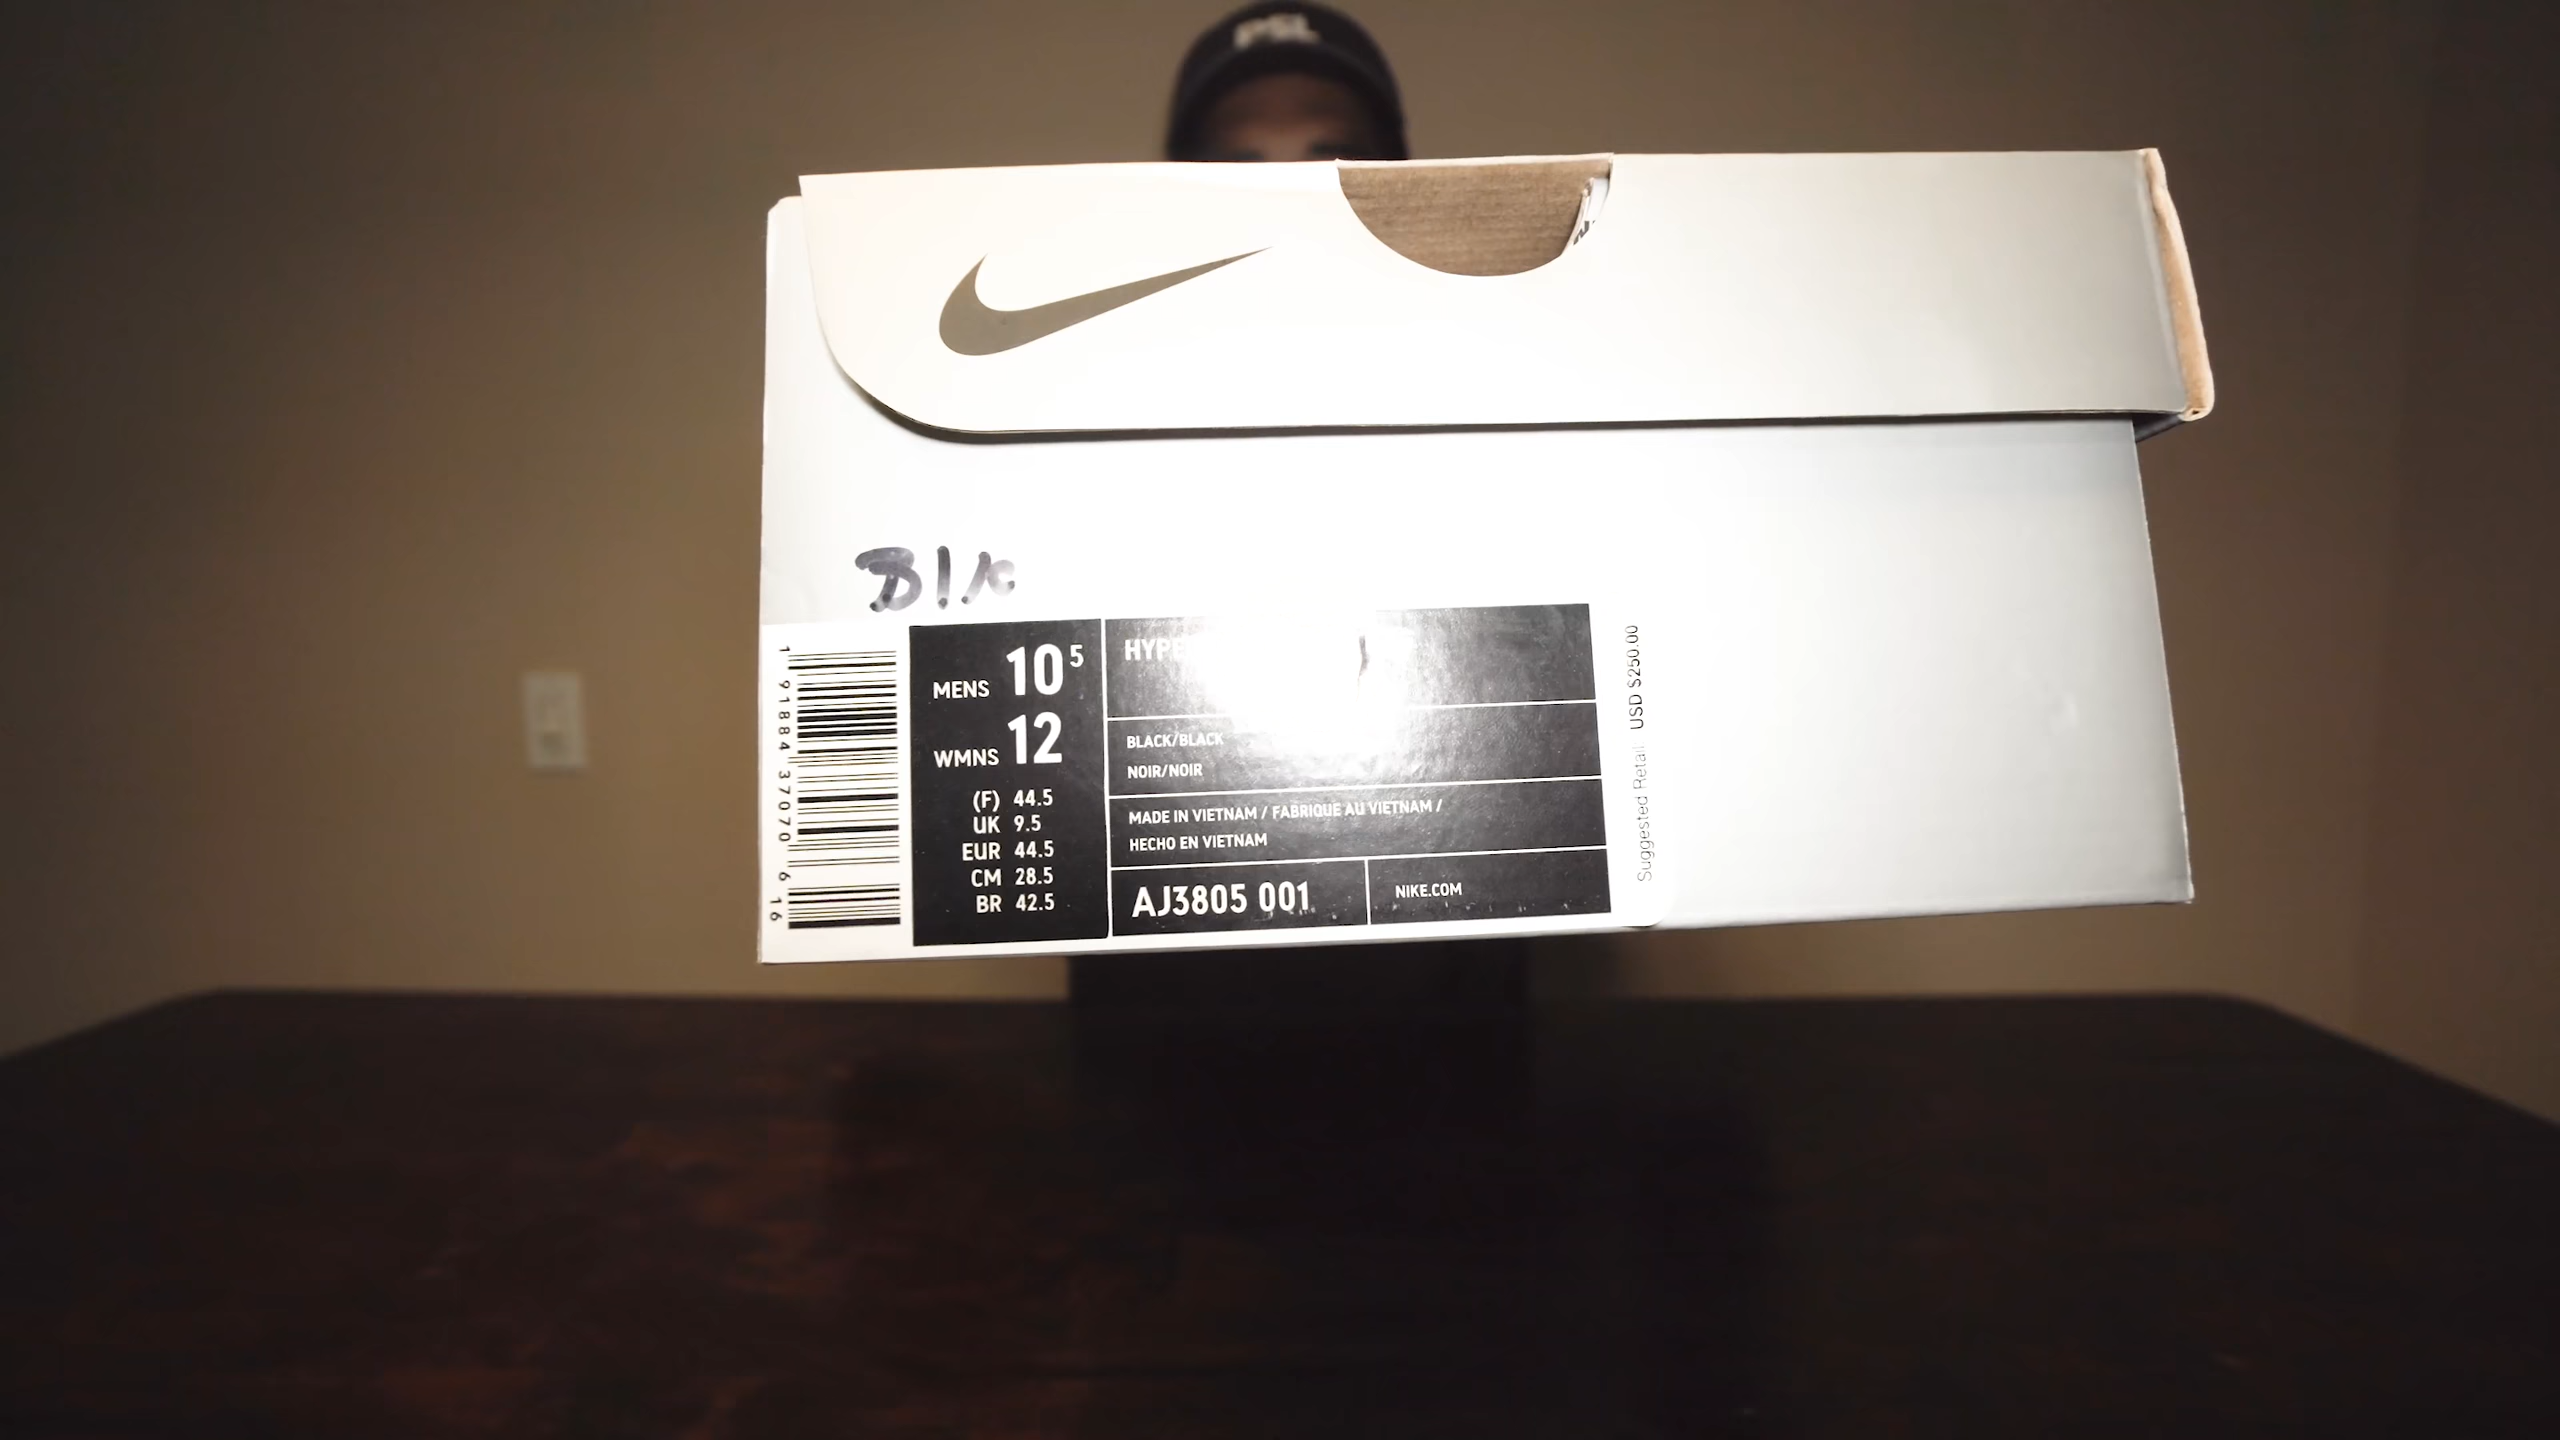 PSL
MENS 10 5
WMNS 12
(F) 44.5
UK 9.5
EUR 44.5
CM 28.5
BR 42.5
BLACK/BLACK
NOIR/NOIR
MADE IN VIETNAM / FABRIQUE AU VIETNAM /
HECHO EN VIETNAM
AJ3805 001
NIKE.COM
Suggested Retail USD $250.00
1 91884 37070 6 16